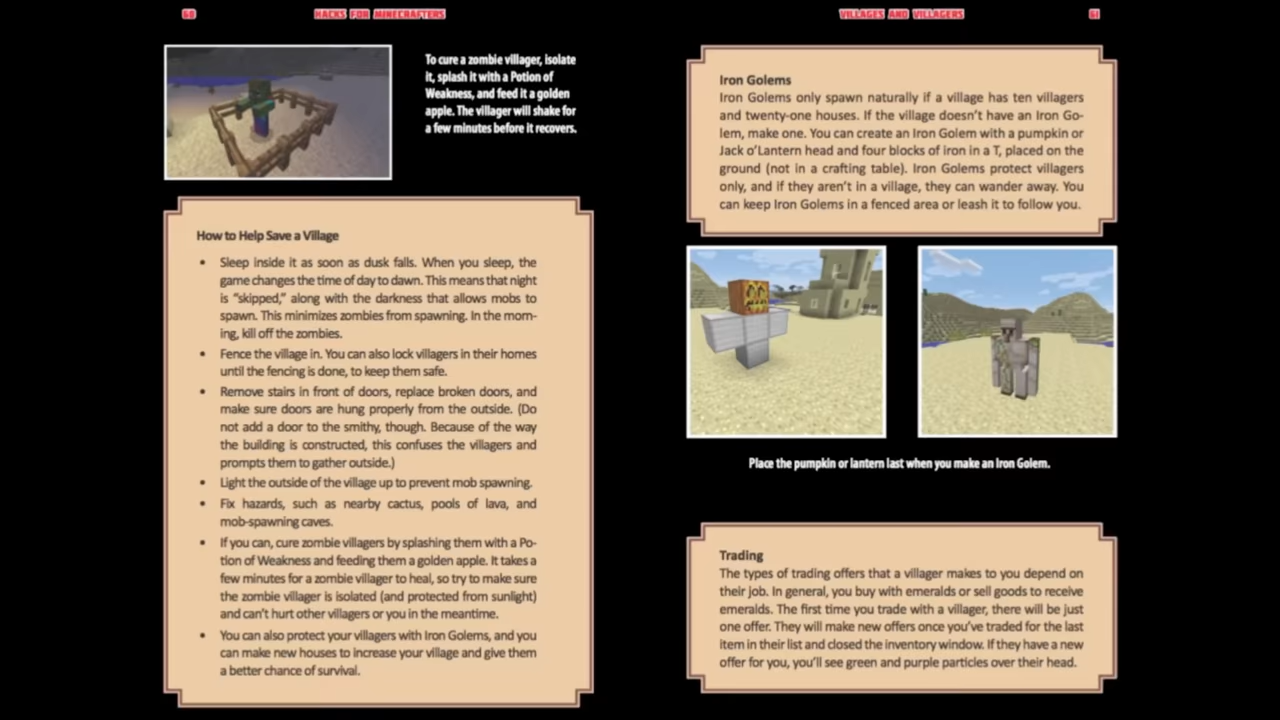 60
HACKS FOR MINECRAFTERS
To cure a zombie villager, isolate
it, splash it with a Potion of
Weakness, and feed it a golden
apple. The villager will shake for
a few minutes before it recovers.
How to Help Save a Village
• Sleep inside it as soon as dusk falls. When you sleep, the
game changes the time of day to dawn. This means that night
is “skipped,” along with the darkness that allows mobs to
spawn. This minimizes zombies from spawning. In the morn-
ing, kill off the zombies.
• Fence the village in. You can also lock villagers in their homes
until the fencing is done, to keep them safe.
• Remove stairs in front of doors, replace broken doors, and
make sure doors are hung properly from the outside. (Do
not add a door to the smithy, though. Because of the way
the building is constructed, this confuses the villagers and
prompts them to gather outside.)
• Light the outside of the village up to prevent mob spawning.
• Fix hazards, such as nearby cactus, pools of lava, and
mob-spawning caves.
• If you can, cure zombie villagers by splashing them with a Po-
tion of Weakness and feeding them a golden apple. It takes a
few minutes for a zombie villager to heal, so try to make sure
the zombie villager is isolated (and protected from sunlight)
and can’t hurt other villagers or you in the meantime.
• You can also protect your villagers with Iron Golems, and you
can make new houses to increase your village and give them
a better chance of survival.
VILLAGES AND VILLAGERS
61
Iron Golems
Iron Golems only spawn naturally if a village has ten villagers
and twenty-one houses. If the village doesn’t have an Iron Go-
lem, make one. You can create an Iron Golem with a pumpkin or
Jack o’Lantern head and four blocks of iron in a T, placed on the
ground (not in a crafting table). Iron Golems protect villagers
only, and if they aren’t in a village, they can wander away. You
can keep Iron Golems in a fenced area or leash it to follow you.
Place the pumpkin or lantern last when you make an Iron Golem.
Trading
The types of trading offers that a villager makes to you depend on
their job. In general, you buy with emeralds or sell goods to receive
emeralds. The first time you trade with a villager, there will be just
one offer. They will make new offers once you’ve traded for the last
item in their list and closed the inventory window. If they have a new
offer for you, you’ll see green and purple particles over their head.